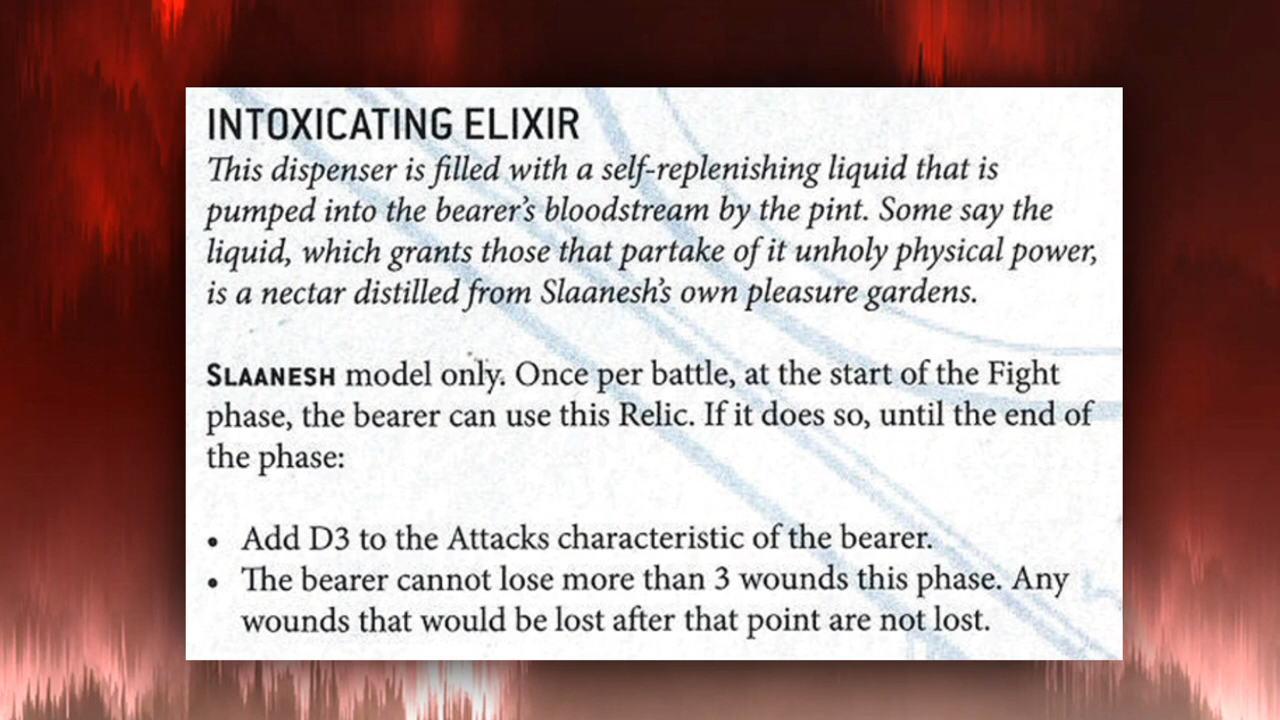 INTOXICATING ELIXIR
This dispenser is filled with a self-replenishing liquid that is
pumped into the bearer's bloodstream by the pint. Some say the
liquid, which grants those that partake of it unholy physical power,
is a nectar distilled from Slaanesh's own pleasure gardens.
SLAANESH model only. Once per battle, at the start of the Fight
phase, the bearer can use this Relic. If it does so, until the end of
the phase:
• Add D3 to the Attacks characteristic of the bearer.
• The bearer cannot lose more than 3 wounds this phase. Any
wounds that would be lost after that point are not lost.